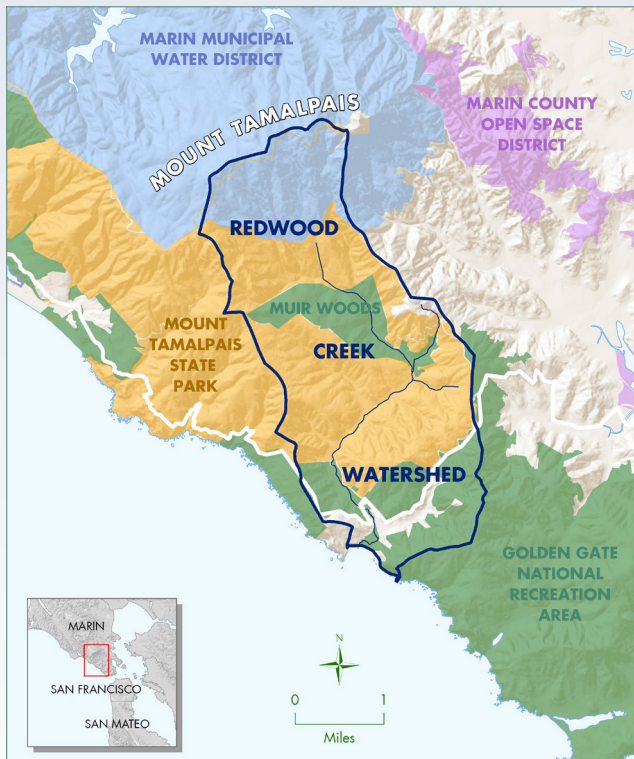 MARIN MUNICIPAL
WATER DISTRICT
MOUNT TAMALPAIS
MARIN COUNTY
OPEN SPACE
DISTRICT
REDWOOD
MUIR WOODS
MOUNT
TAMALPAIS
STATE
PARK
CREEK
WATERSHED
GOLDEN GATE
NATIONAL
RECREATION
AREA
MARIN
SAN FRANCISCO
SAN MATEO
N
0 1
Miles